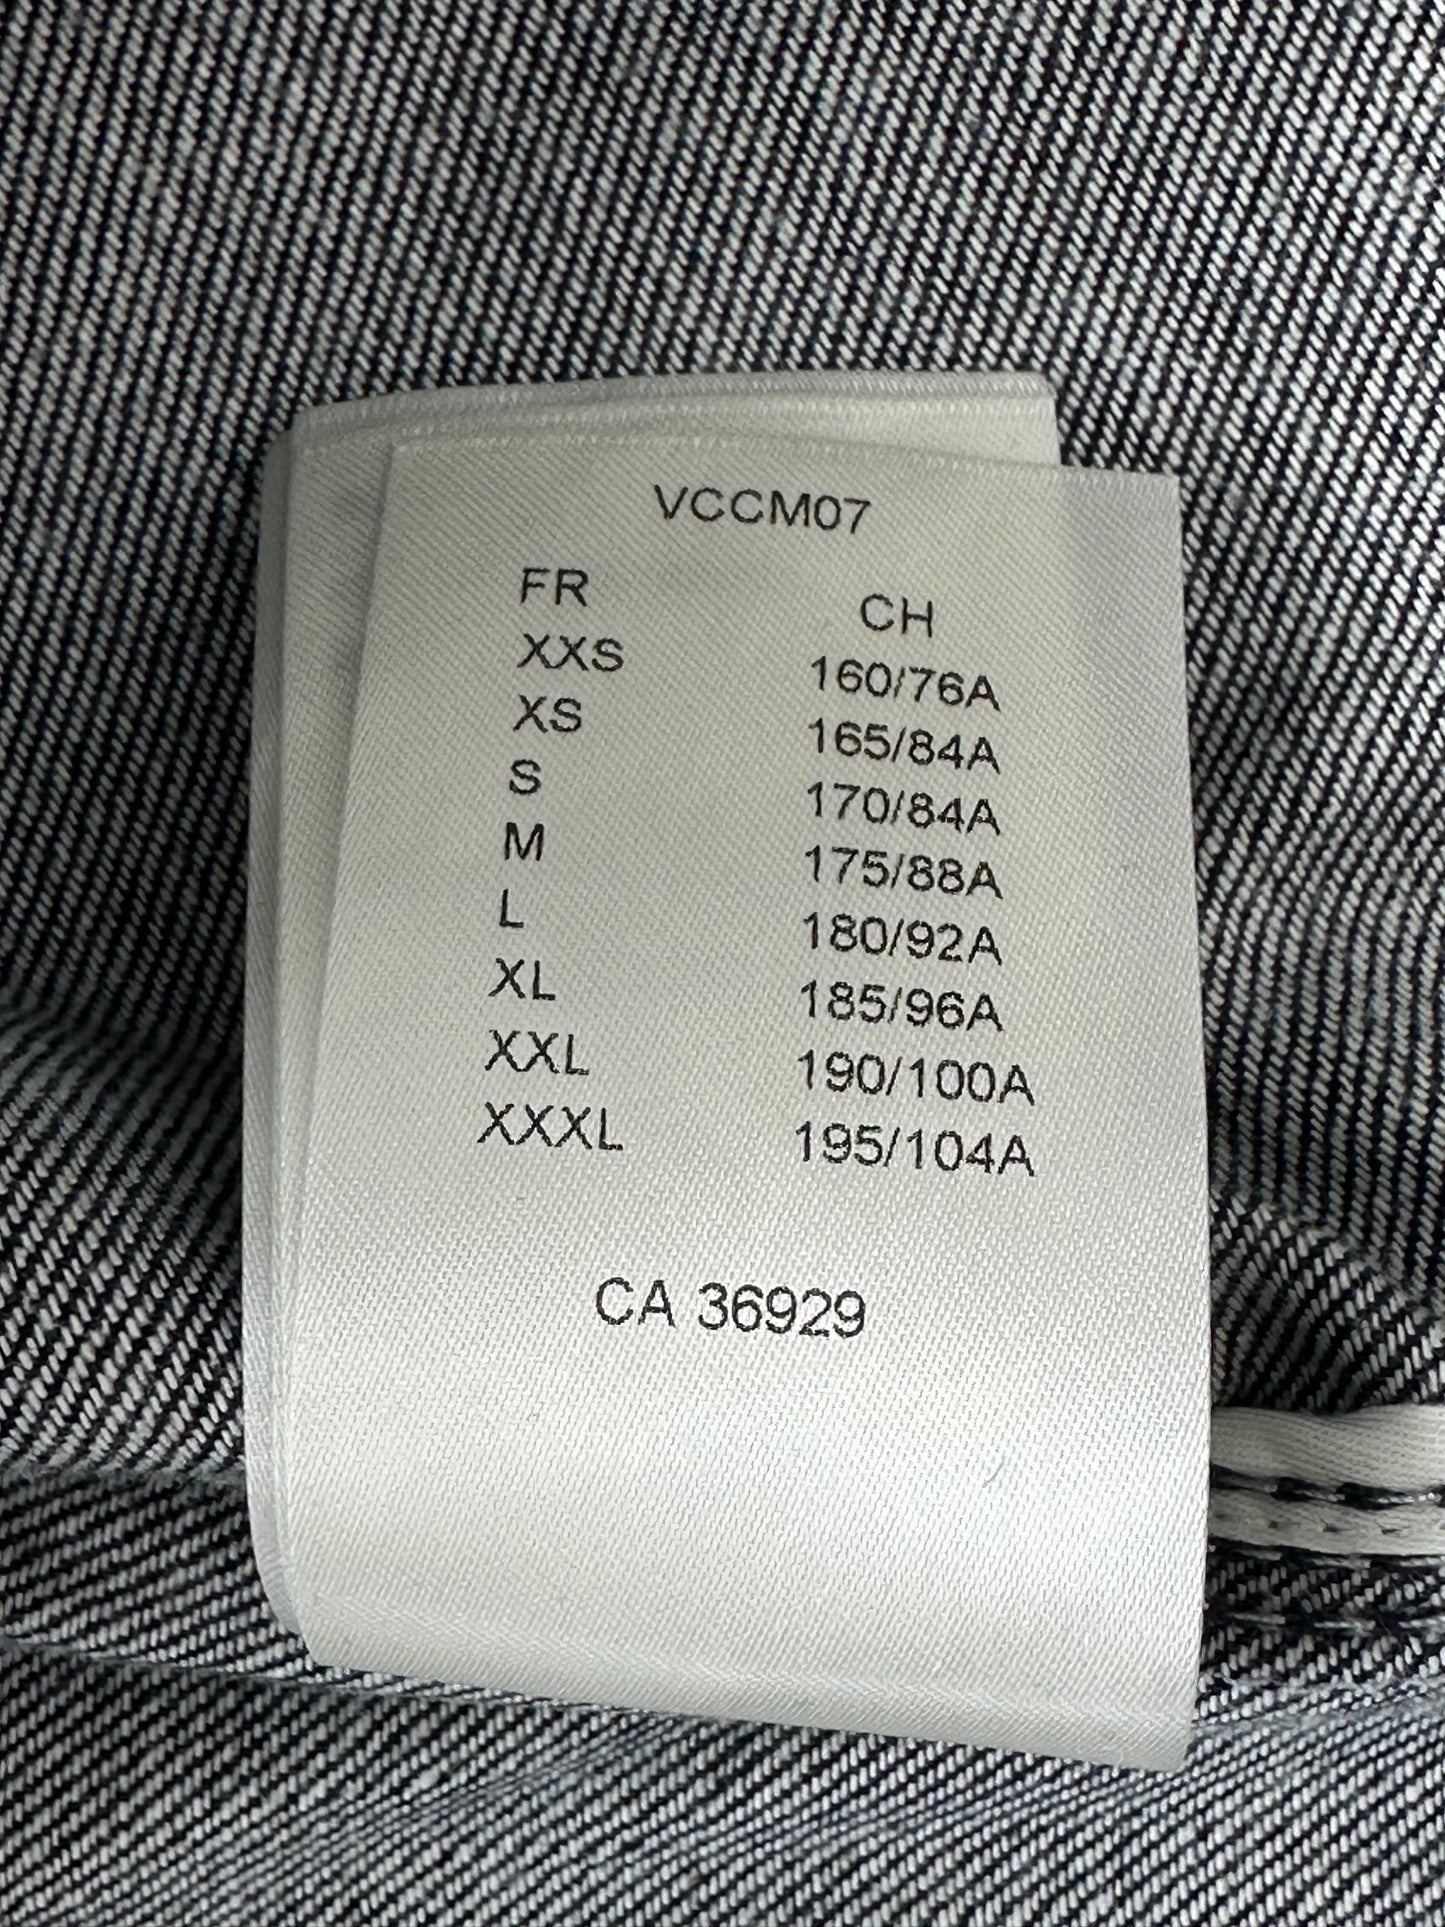 VCCM07
FR CH
XXS 160/76A
XS 165/84A
S 170/84A
M 175/88A
L 180/92A
XL 185/96A
XXL 190/100A
XXXL 195/104A
CA 36929